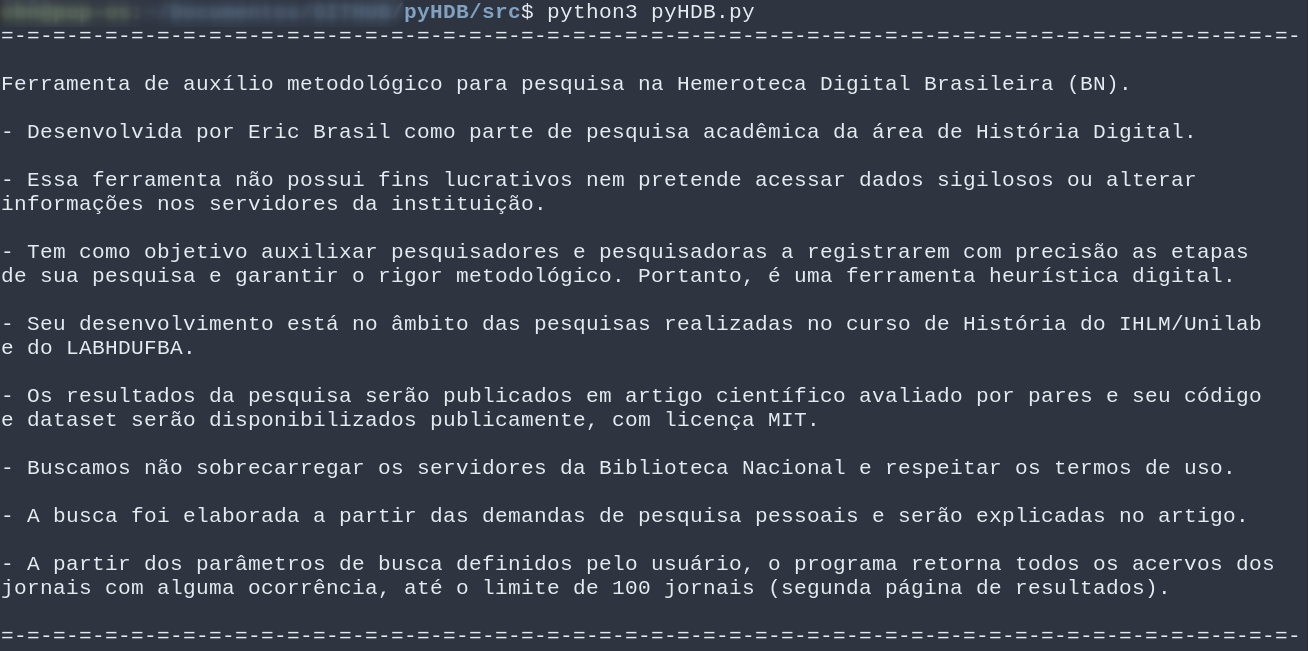 pyHDB/src$ python3 pyHDB.py
=-=-=-=-=-=-=-=-=-=-=-=-=-=-=-=-=-=-=-=-=-=-=-=-=-=-=-=-=-=-=-=-=-=-=-=-=-=-=-=-=-=-=-=-=-=-=-=-=-=-
Ferramenta de auxílio metodológico para pesquisa na Hemeroteca Digital Brasileira (BN).
- Desenvolvida por Eric Brasil como parte de pesquisa acadêmica da área de História Digital.
- Essa ferramenta não possui fins lucrativos nem pretende acessar dados sigilosos ou alterar
informações nos servidores da instituição.
- Tem como objetivo auxilixar pesquisadores e pesquisadoras a registrarem com precisão as etapas
de sua pesquisa e garantir o rigor metodológico. Portanto, é uma ferramenta heurística digital.
- Seu desenvolvimento está no âmbito das pesquisas realizadas no curso de História do IHLM/Unilab
e do LABHDUFBA.
- Os resultados da pesquisa serão publicados em artigo científico avaliado por pares e seu código
e dataset serão disponibilizados publicamente, com licença MIT.
- Buscamos não sobrecarregar os servidores da Biblioteca Nacional e respeitar os termos de uso.
- A busca foi elaborada a partir das demandas de pesquisa pessoais e serão explicadas no artigo.
- A partir dos parâmetros de busca definidos pelo usuário, o programa retorna todos os acervos dos
jornais com alguma ocorrência, até o limite de 100 jornais (segunda página de resultados).
=-=-=-=-=-=-=-=-=-=-=-=-=-=-=-=-=-=-=-=-=-=-=-=-=-=-=-=-=-=-=-=-=-=-=-=-=-=-=-=-=-=-=-=-=-=-=-=-=-=-